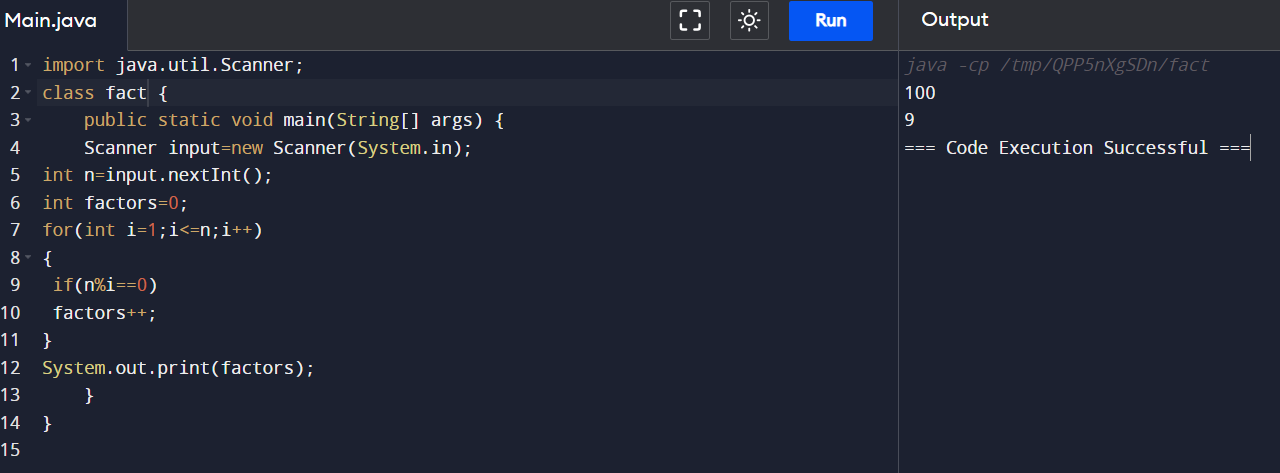 Main.java
Run
Output
1 import java.util.Scanner;
2 class fact {
3     public static void main(String[] args) {
4     Scanner input=new Scanner(System.in);
5 int n=input.nextInt();
6 int factors=0;
7 for(int i=1;i<=n;i++)
8 {
9  if(n%i==0)
10  factors++;
11 }
12 System.out.print(factors);
13     }
14 }
15
java -cp /tmp/QPP5nXgSDn/fact
100
9
=== Code Execution Successful ===